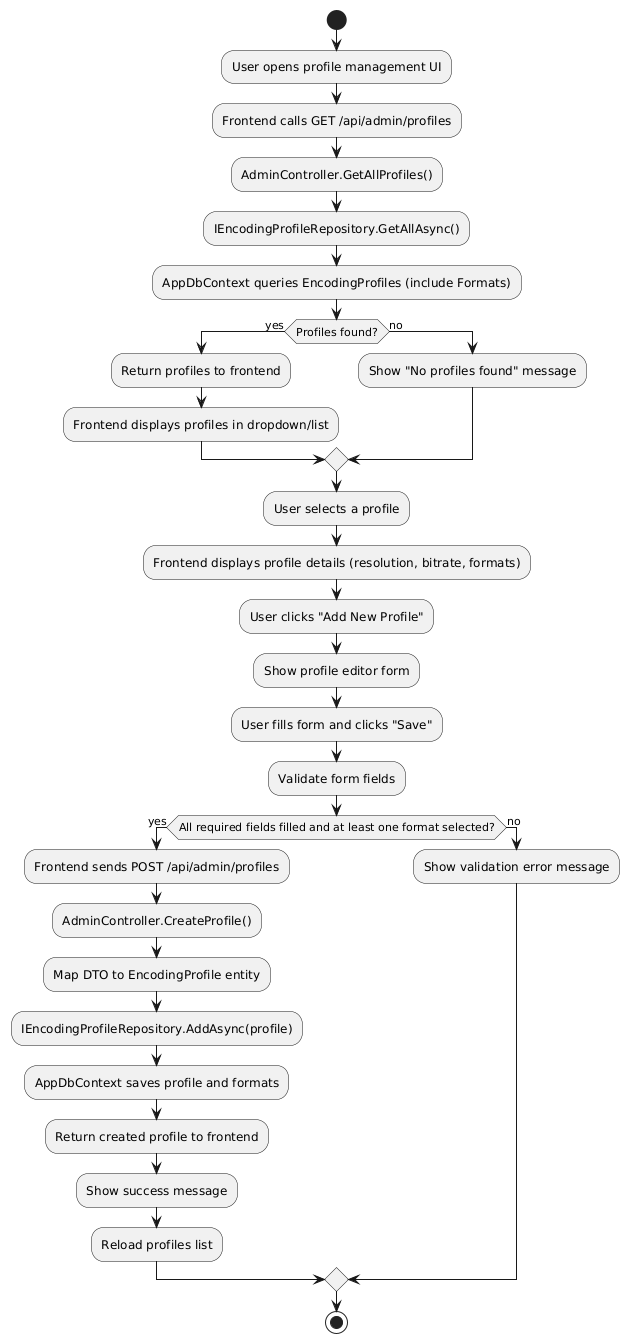 User opens profile management UI
Frontend calls GET /api/admin/profiles
AdminController.GetAllProfiles()
IEncodingProfileRepository.GetAllAsync()
AppDbContext queries EncodingProfiles (include Formats)
yes
Profiles found?
no
Return profiles to frontend
Show "No profiles found" message
Frontend displays profiles in dropdown/list
User selects a profile
Frontend displays profile details (resolution, bitrate, formats)
User clicks "Add New Profile"
Show profile editor form
User fills form and clicks "Save"
Validate form fields
yes
All required fields filled and at least one format selected?
no
Frontend sends POST /api/admin/profiles
Show validation error message
AdminController.CreateProfile()
Map DTO to EncodingProfile entity
IEncodingProfileRepository.AddAsync(profile)
AppDbContext saves profile and formats
Return created profile to frontend
Show success message
Reload profiles list